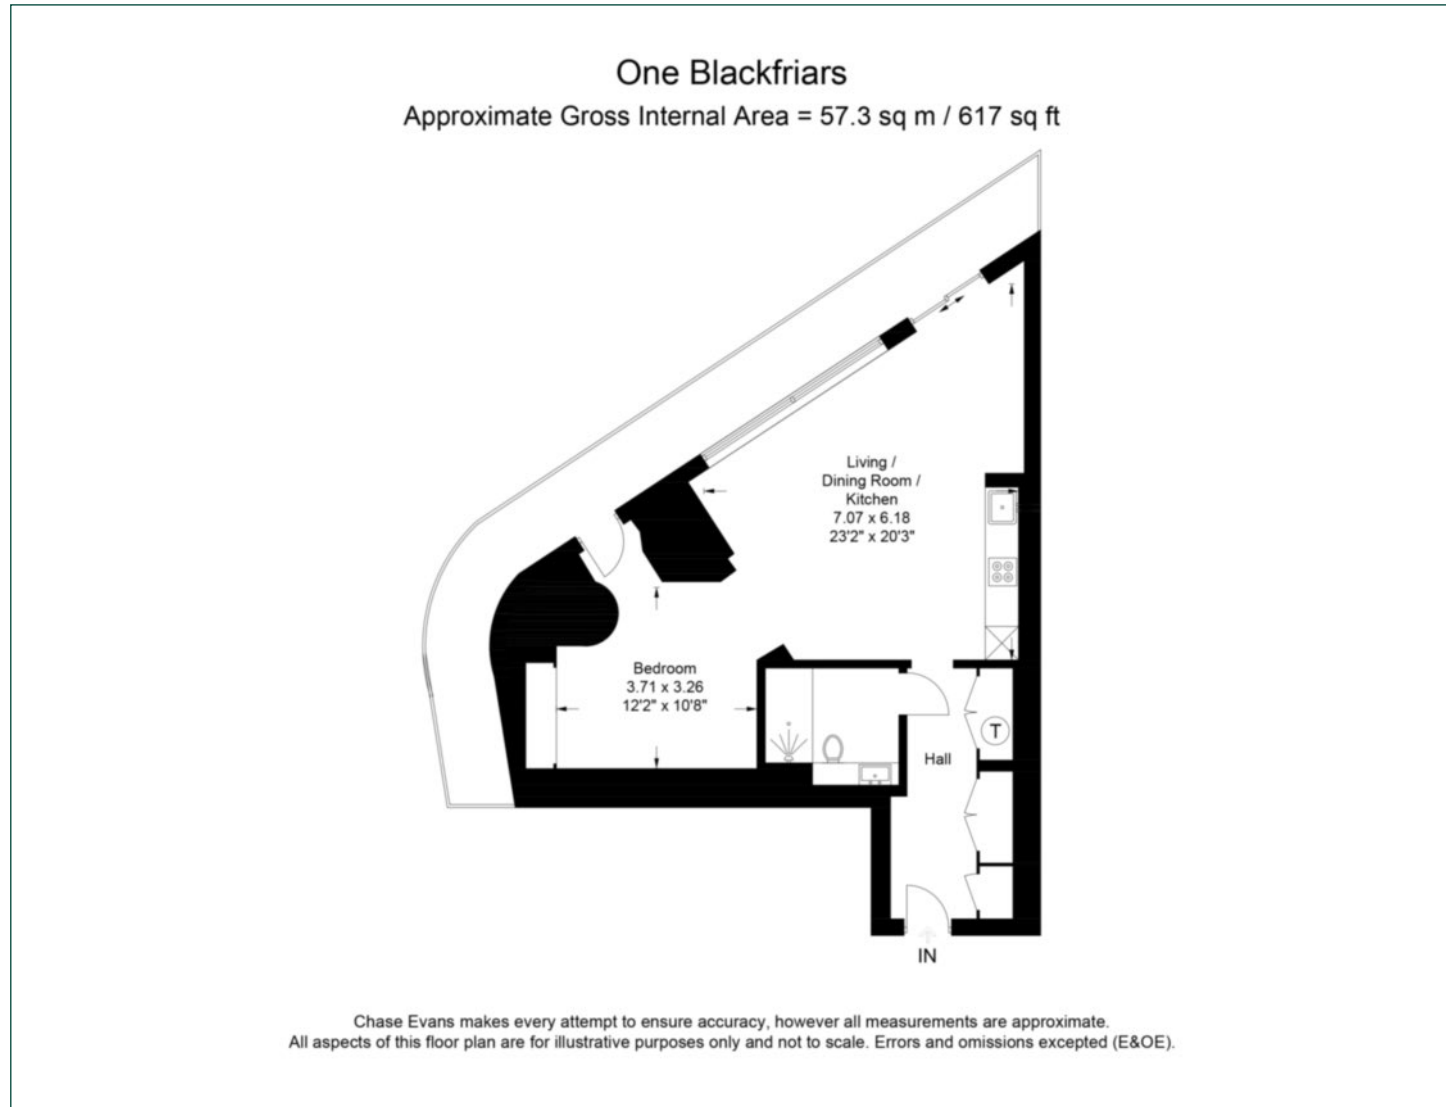 One Blackfriars
Approximate Gross Internal Area = 57.3 sq m / 617 sq ft
Living /
Dining Room /
Kitchen
7.07 x 6.18
23'2" x 20'3"
Bedroom
3.71 x 3.26
12'2" x 10'8"
T
Hall
IN
Chase Evans makes every attempt to ensure accuracy, however all measurements are approximate.
All aspects of this floor plan are for illustrative purposes only and not to scale. Errors and omissions excepted (E&OE).